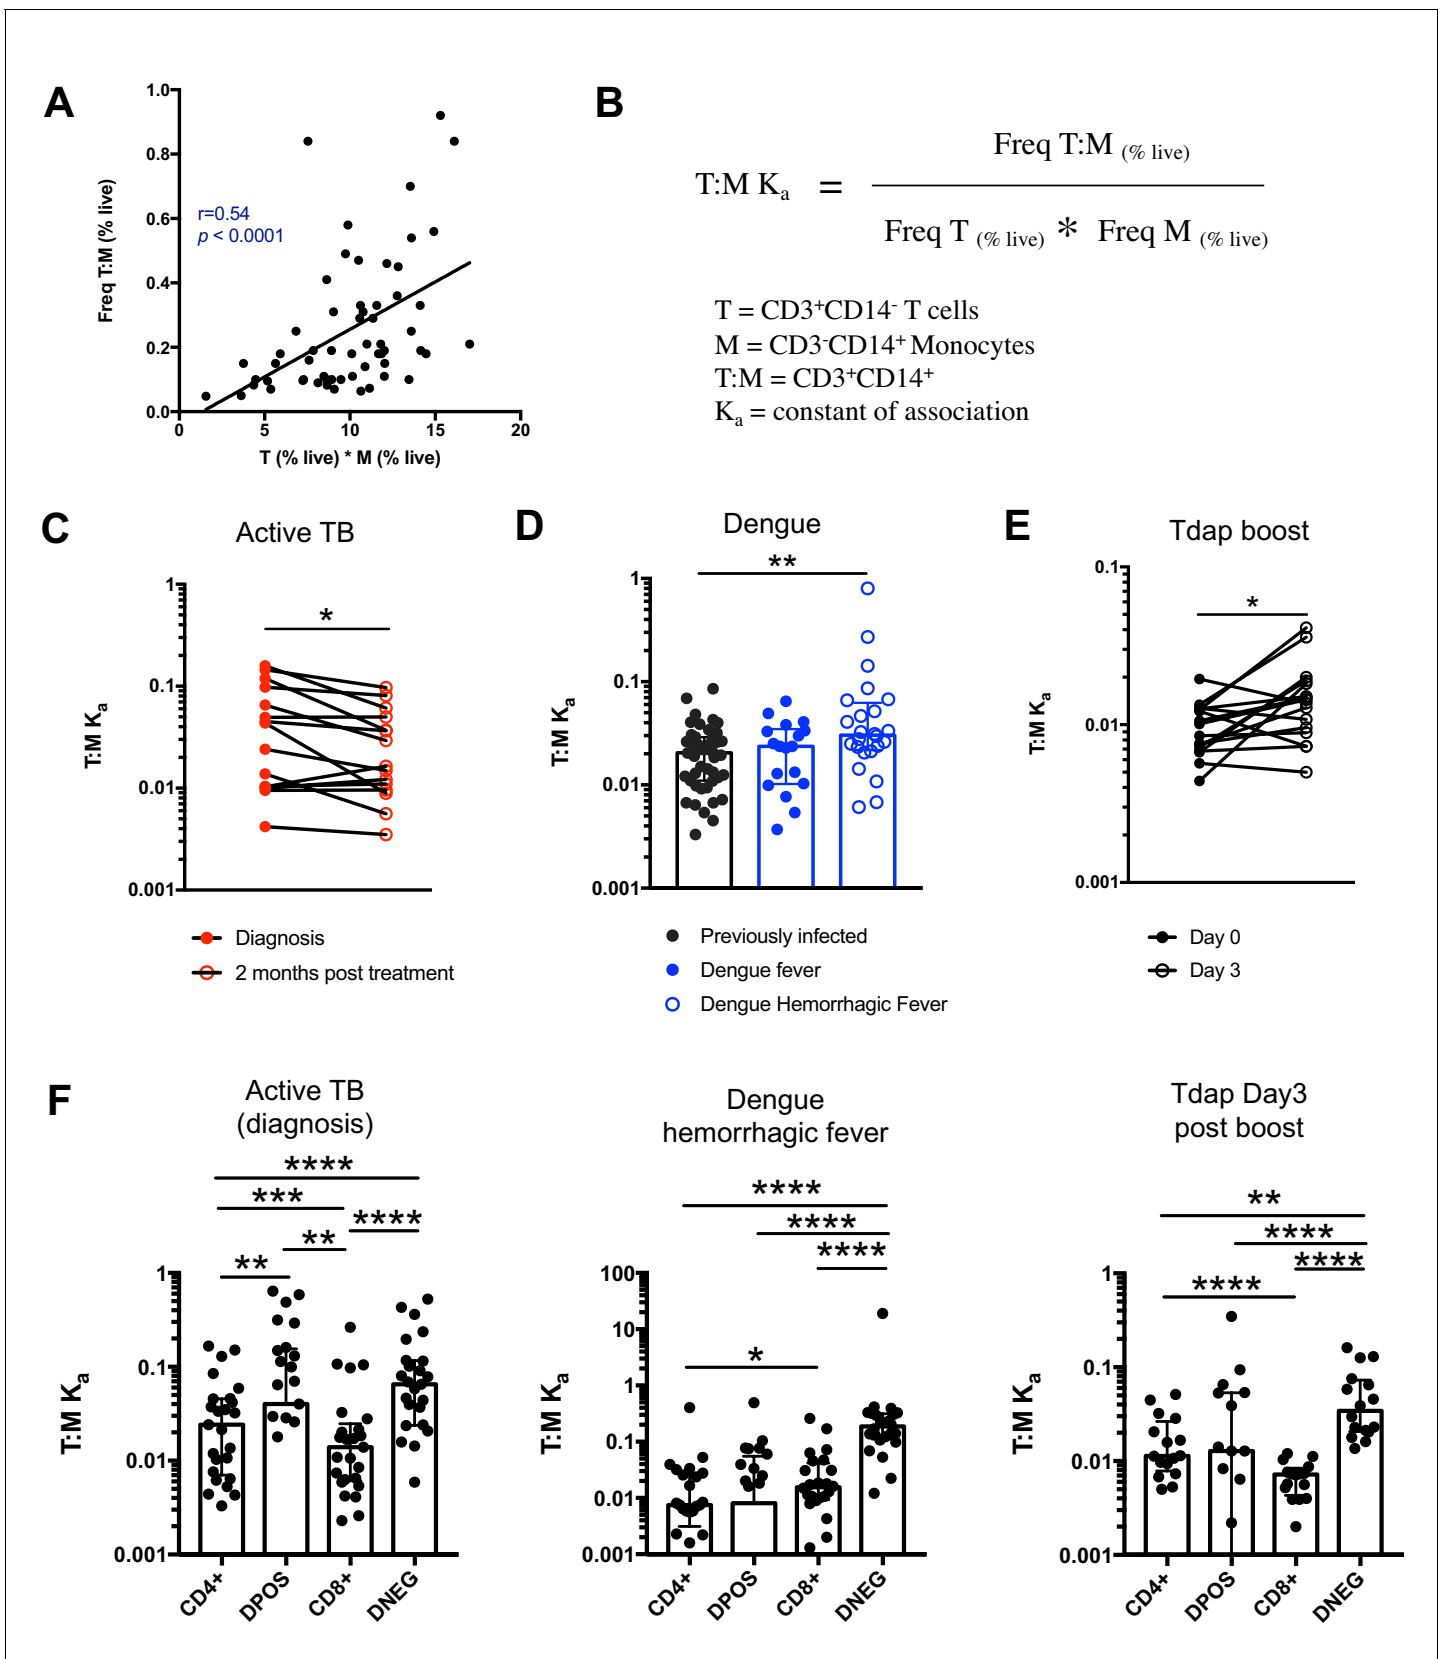 A
1.0
0.8
0.6
0.4
0.2
0.0
Freq T:M (% live)
r=0.54
p < 0.0001
0 5 10 15 20
T (% live) * M (% live)
B
T:M Ka = Freq T:M (% live)
Freq T (% live) * Freq M (% live)
T = CD3+CD14- T cells
M = CD3-CD14+ Monocytes
T:M = CD3+CD14+
Ka = constant of association
C
Active TB
*
1
0.1
0.01
0.001
T:M Ka
Diagnosis
2 months post treatment
D
Dengue
**
1
0.1
0.01
0.001
T:M Ka
Previously infected
Dengue fever
Dengue Hemorrhagic Fever
E
Tdap boost
*
0.1
0.01
0.001
T:M Ka
Day 0
Day 3
F
Active TB
(diagnosis)
****
***
****
**
**
1
0.1
0.01
0.001
T:M Ka
CD4+ DPOS CD8+ DNEG
Dengue
hemorrhagic fever
****
****
****
*
100
10
1
0.1
0.01
0.001
T:M Ka
CD4+ DPOS CD8+ DNEG
Tdap Day3
post boost
**
****
****
****
1
0.1
0.01
0.001
T:M Ka
CD4+ DPOS CD8+ DNEG